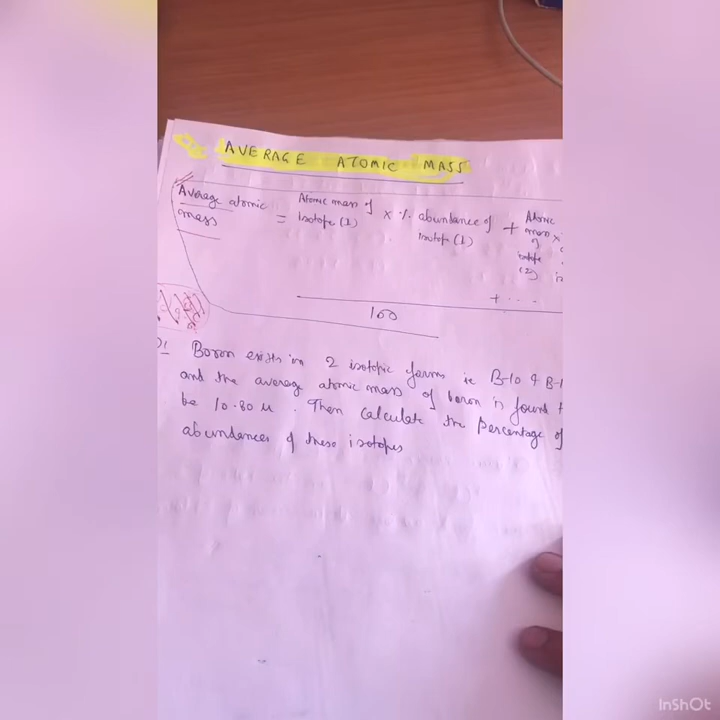 AVERAGE ATOMIC MASS
Average atomic mass = Atomic mass of isotope (1) × % abundance of isotope (1) + Atomic mass of isotope (2) ×
+ ...
100
Boron exists in 2 isotopic forms ie B-10 & B-1
and the average atomic mass of boron is found t
be 10.80 u. Then calculate the percentage of
abundances of these isotopes
InShOt